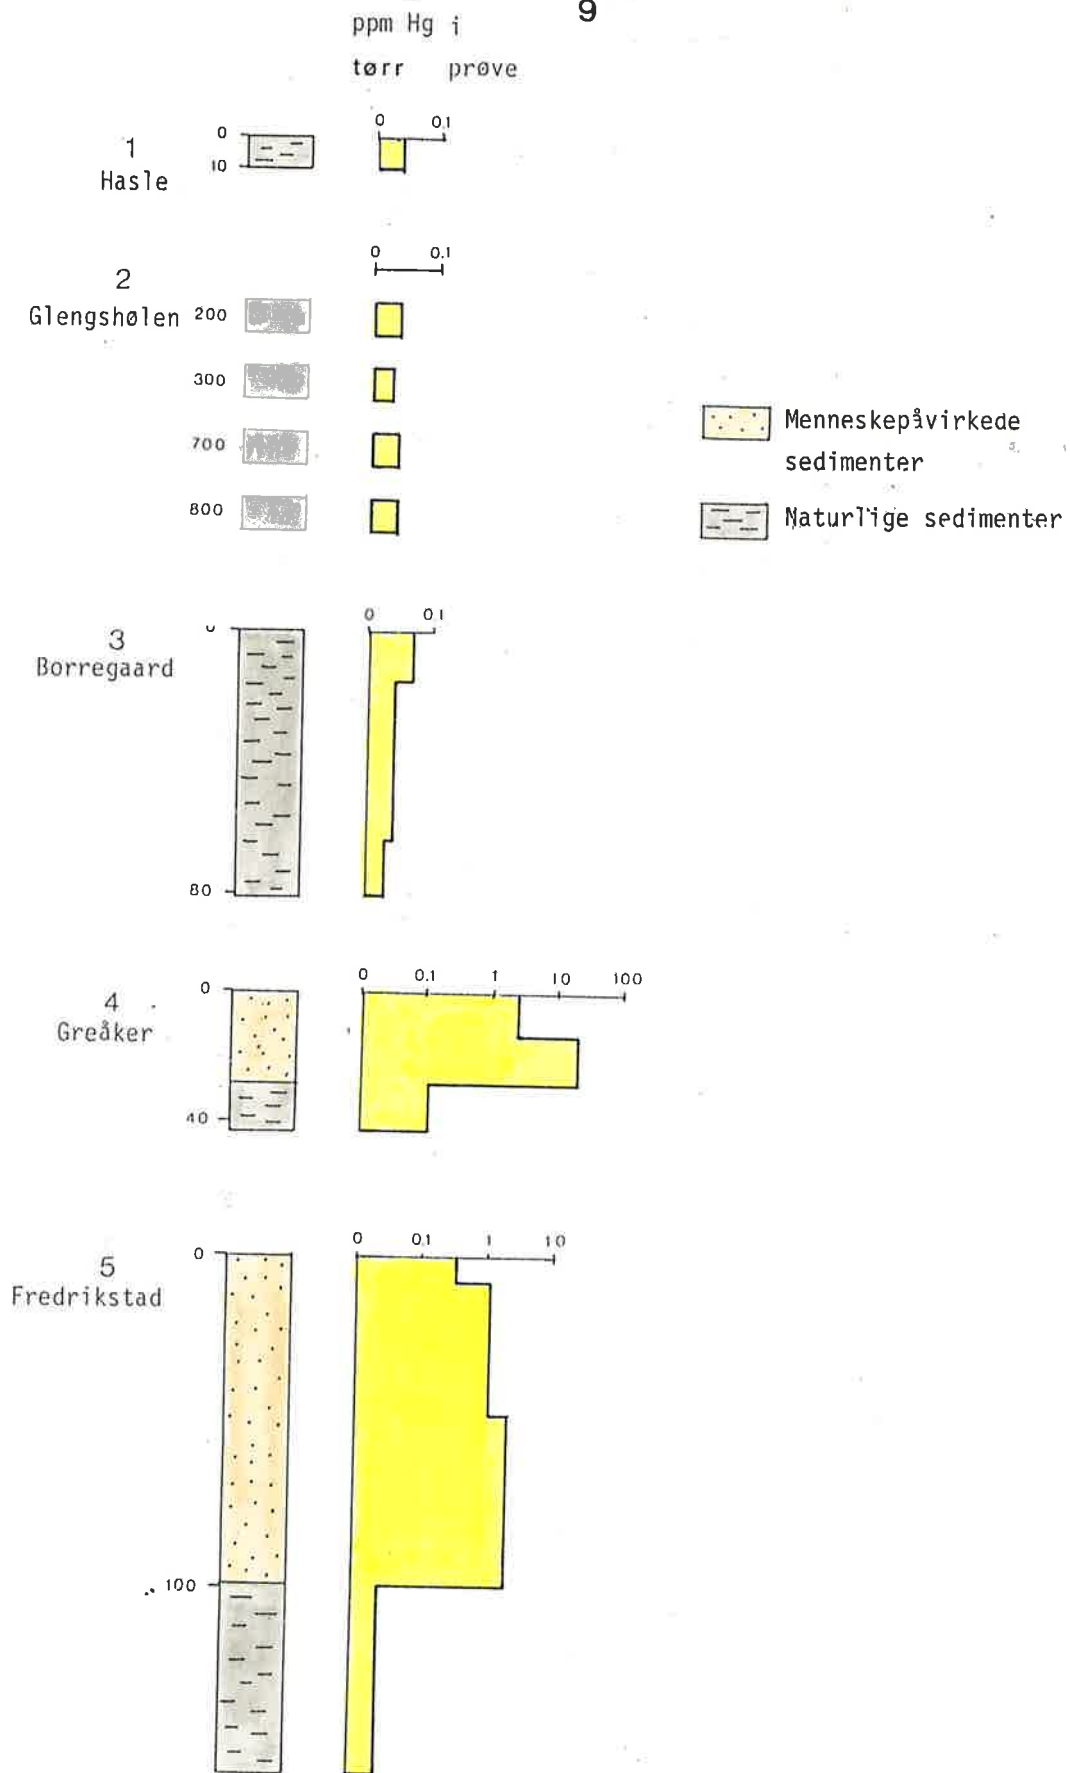 9
ppm Hg i
tørr prøve
0 0.1
1
Hasle
0
10
0 0.1
2
Glengshølen
200
300
700
800
Menneskepåvirkede
sedimenter
Naturlige sedimenter
0 0.1
3
Borregaard
0
80
0 0.1 1 10 100
4
Greåker
0
40
0 0.1 1 10
5
Fredrikstad
0
100